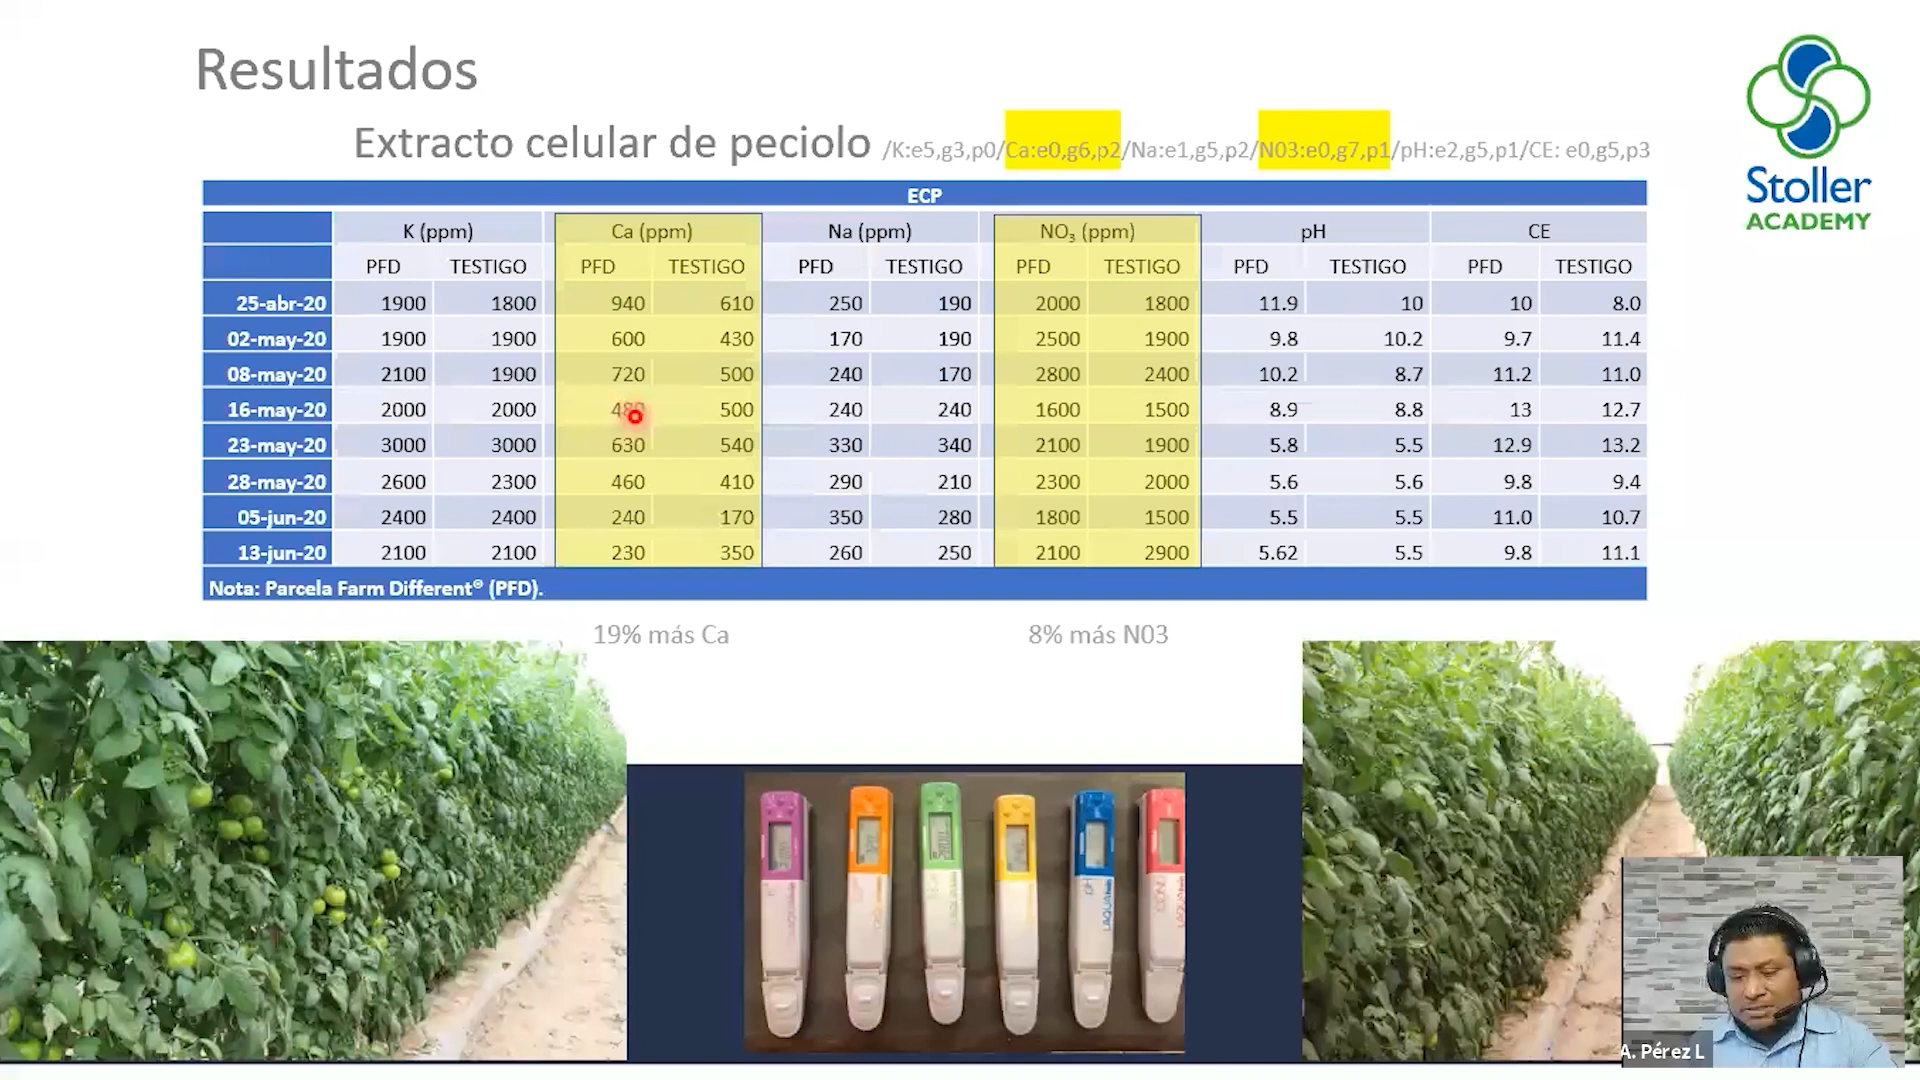 Resultados
Extracto celular de peciolo /K:e5,g3,p0/Ca:e0,g6,p2/Na:e1,g5,p2/N03:e0,g7,p1/pH:e2,g5,p1/CE: e0,g5,p3
Stoller
ACADEMY
ECP
K (ppm) Ca (ppm) Na (ppm) NO₃ (ppm) pH CE
PFD TESTIGO PFD TESTIGO PFD TESTIGO PFD TESTIGO PFD TESTIGO PFD TESTIGO
25-abr-20 1900 1800 940 610 250 190 2000 1800 11.9 10 10 8.0
02-may-20 1900 1900 600 430 170 190 2500 1900 9.8 10.2 9.7 11.4
08-may-20 2100 1900 720 500 240 170 2800 2400 10.2 8.7 11.2 11.0
16-may-20 2000 2000 480 500 240 240 1600 1500 8.9 8.8 13 12.7
23-may-20 3000 3000 630 540 330 340 2100 1900 5.8 5.5 12.9 13.2
28-may-20 2600 2300 460 410 290 210 2300 2000 5.6 5.6 9.8 9.4
05-jun-20 2400 2400 240 170 350 280 1800 1500 5.5 5.5 11.0 10.7
13-jun-20 2100 2100 230 350 260 250 2100 2900 5.62 5.5 9.8 11.1
Nota: Parcela Farm Different® (PFD).
19% más Ca 8% más N03
pH
LAQUAtwin
A. Pérez L